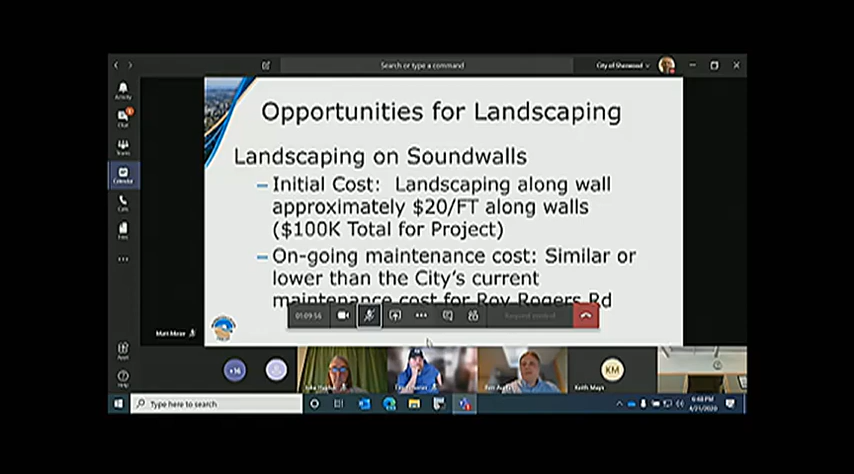 Search or type a command
City of Sherwood
Activity
Chat
Teams
Calendar
Calls
Files
Apps
Help
Opportunities for Landscaping
Landscaping on Soundwalls
– Initial Cost: Landscaping along wall
approximately $20/FT along walls
($100K Total for Project)
– On-going maintenance cost: Similar or
lower than the City's current
maintenance cost for Roy Rogers Rd
01:09:56
Request control
+16
KM
Keith Mays
Type here to search
6:48 PM
4/21/2020